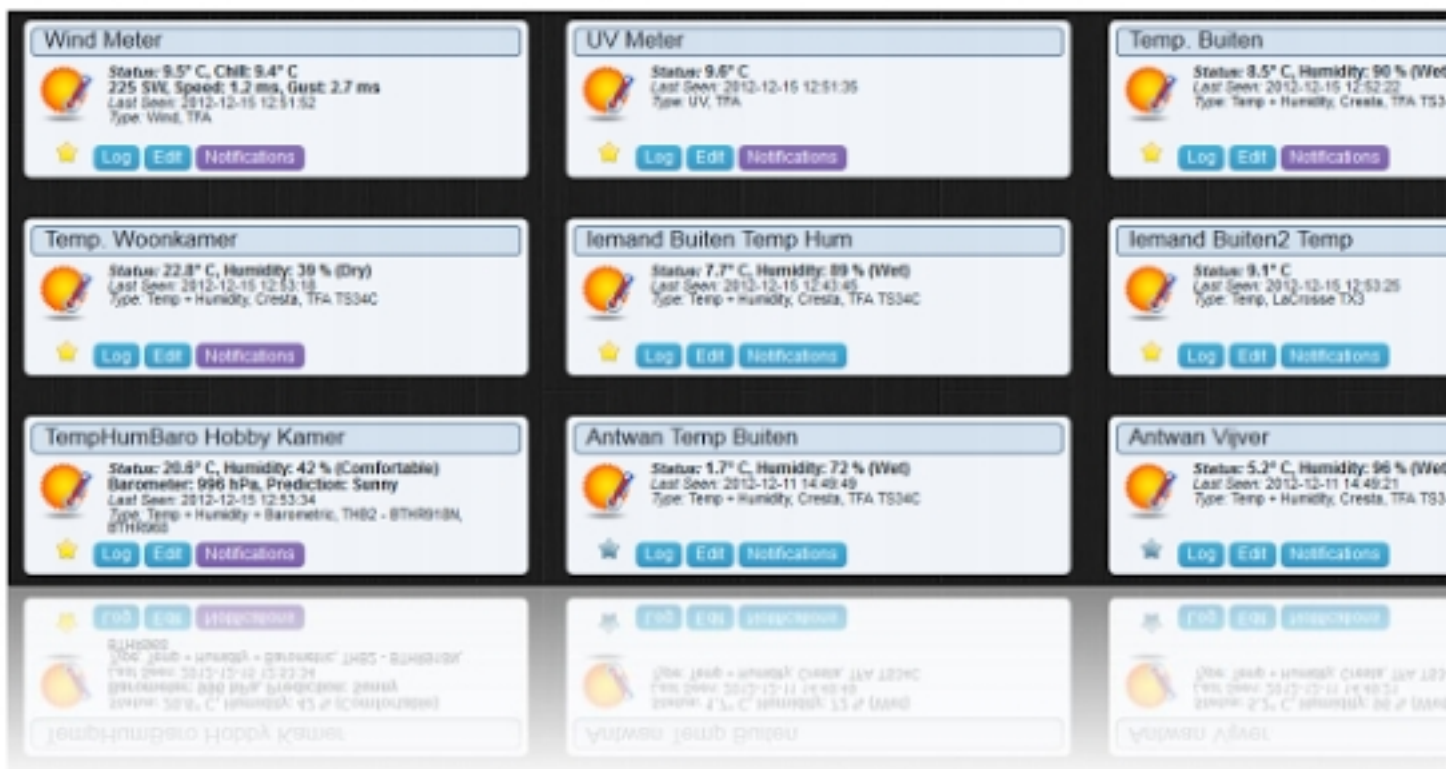 Wind Meter
Status: 9.5° C, Chill: 9.4° C
225 SW, Speed: 1.2 ms, Gust: 2.7 ms
Last Seen: 2012-12-15 12:51:52
Type: Wind, TFA
Log Edit Notifications
UV Meter
Status: 9.6° C
Last Seen: 2012-12-15 12:51:35
Type: UV, TFA
Log Edit Notifications
Temp. Buiten
Status: 8.5° C, Humidity: 90 % (Wet
Last Seen: 2012-12-15 12:52:22
Type: Temp + Humidity, Cresta, TFA TS3
Log Edit Notifications
Temp. Woonkamer
Status: 22.8° C, Humidity: 39 % (Dry)
Last Seen: 2012-12-15 12:53:18
Type: Temp + Humidity, Cresta, TFA TS34C
Log Edit Notifications
Iemand Buiten Temp Hum
Status: 7.7° C, Humidity: 89 % (Wet)
Last Seen: 2012-12-15 12:43:45
Type: Temp + Humidity, Cresta, TFA TS34C
Log Edit Notifications
Iemand Buiten2 Temp
Status: 9.1° C
Last Seen: 2012-12-15 12:53:25
Type: Temp, LaCrosse TX3
Log Edit Notifications
TempHumBaro Hobby Kamer
Status: 20.6° C, Humidity: 42 % (Comfortable)
Barometer: 996 hPa, Prediction: Sunny
Last Seen: 2012-12-15 12:53:34
Type: Temp + Humidity + Barometric, THB2 - BTHR918N,
BTHR968
Log Edit Notifications
Antwan Temp Buiten
Status: 1.7° C, Humidity: 72 % (Wet)
Last Seen: 2012-12-11 14:49:49
Type: Temp + Humidity, Cresta, TFA TS34C
Log Edit Notifications
Antwan Vijver
Status: 5.2° C, Humidity: 96 % (Wet
Last Seen: 2012-12-11 14:49:21
Type: Temp + Humidity, Cresta, TFA TS3
Log Edit Notifications